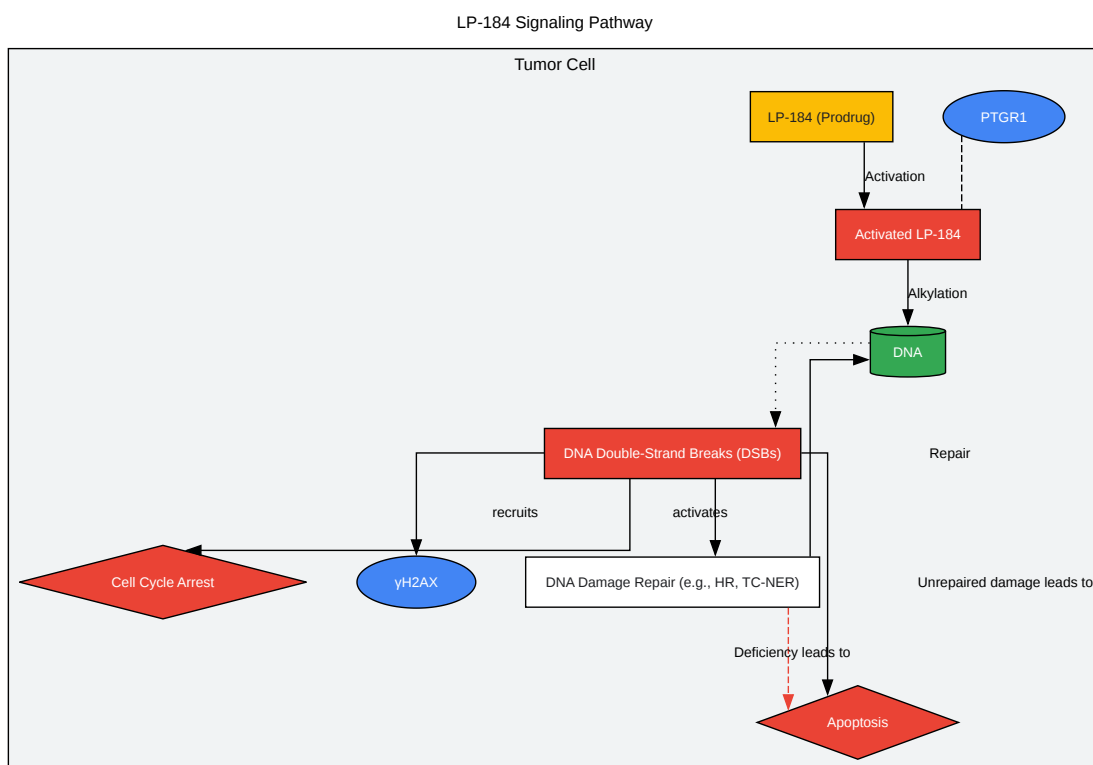 LP-184 Signaling Pathway
Tumor Cell
LP-184 (Prodrug)
PTGR1
Activation
Activated LP-184
Alkylation
DNA
DNA Double-Strand Breaks (DSBs)
Repair
recruits
activates
Cell Cycle Arrest
γH2AX
DNA Damage Repair (e.g., HR, TC-NER)
Unrepaired damage leads to
Deficiency leads to
Apoptosis